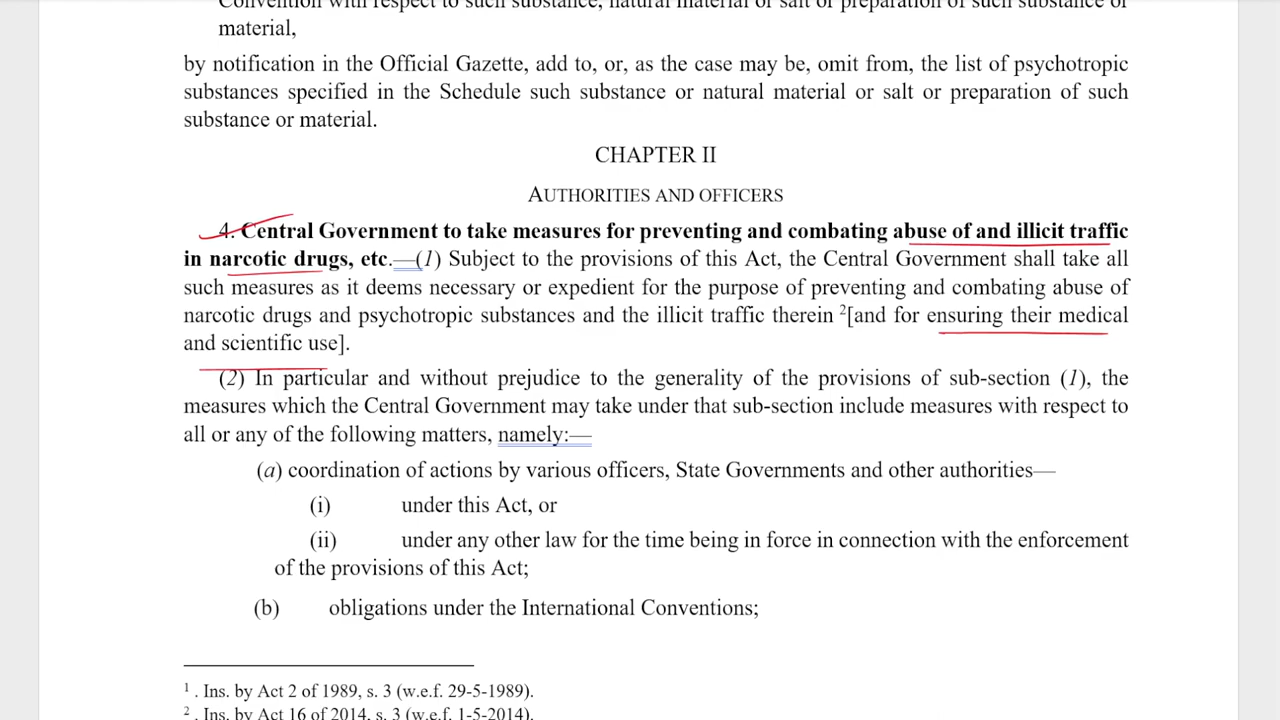 Convention with respect to such substance, natural material or salt or preparation of such substance or
material,
by notification in the Official Gazette, add to, or, as the case may be, omit from, the list of psychotropic
substances specified in the Schedule such substance or natural material or salt or preparation of such
substance or material.
CHAPTER II
AUTHORITIES AND OFFICERS
4. Central Government to take measures for preventing and combating abuse of and illicit traffic
in narcotic drugs, etc.—(1) Subject to the provisions of this Act, the Central Government shall take all
such measures as it deems necessary or expedient for the purpose of preventing and combating abuse of
narcotic drugs and psychotropic substances and the illicit traffic therein ²[and for ensuring their medical
and scientific use].
(2) In particular and without prejudice to the generality of the provisions of sub-section (1), the
measures which the Central Government may take under that sub-section include measures with respect to
all or any of the following matters, namely:—
(a) coordination of actions by various officers, State Governments and other authorities—
(i) under this Act, or
(ii) under any other law for the time being in force in connection with the enforcement
of the provisions of this Act;
(b) obligations under the International Conventions;
¹ . Ins. by Act 2 of 1989, s. 3 (w.e.f. 29-5-1989).
² . Ins. by Act 16 of 2014, s. 3 (w.e.f. 1-5-2014).